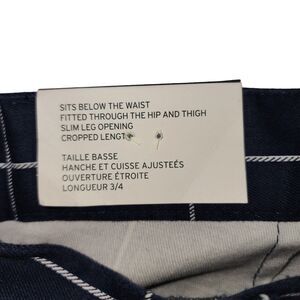 SITS BELOW THE WAIST
FITTED THROUGH THE HIP AND THIGH
SLIM LEG OPENING
CROPPED LENGTH
TAILLE BASSE
HANCHE ET CUISSE AJUSTEÉS
OUVERTURE ÉTROITE
LONGUEUR 3/4